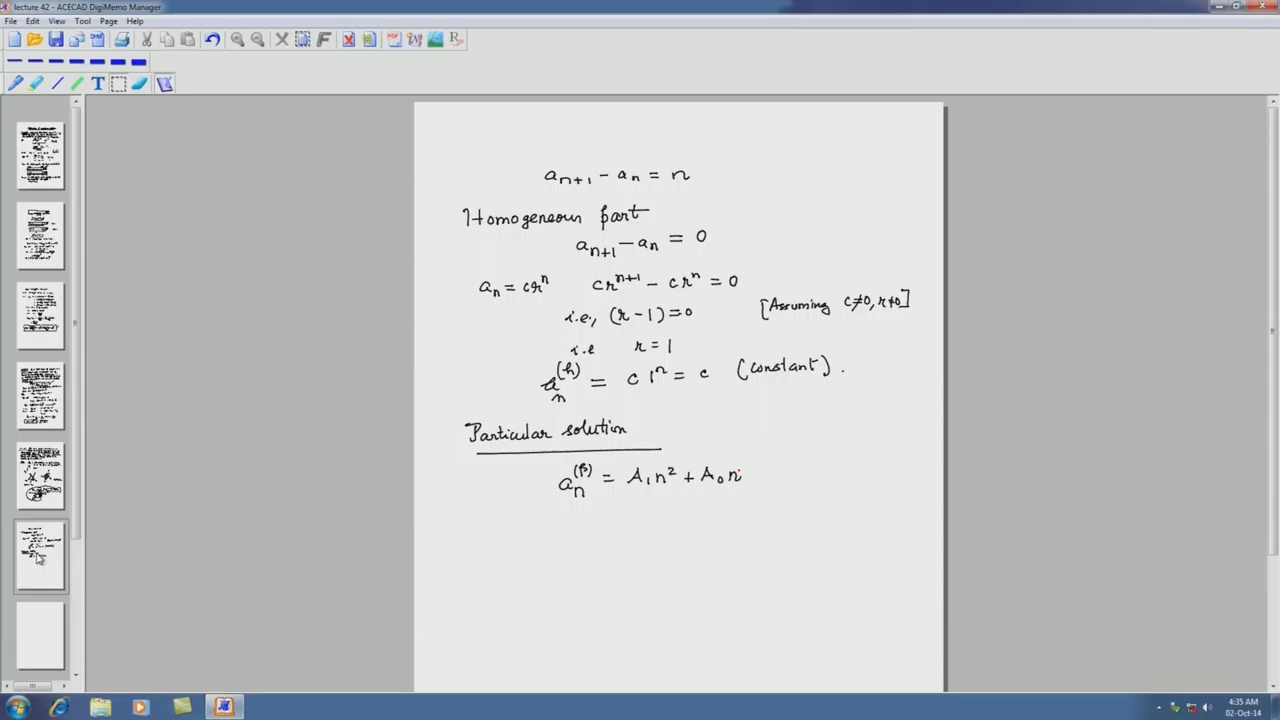 lecture 42 - ACECAD DigiMemo Manager
File Edit View Tool Page Help
a_{n+1} - a_n = n
Homogeneous part
a_{n+1} - a_n = 0
a_n = cr^n cr^{n+1} - cr^n = 0
i.e., (r - 1) = 0 [Assuming c≠0, r≠0]
i.e r = 1
a_n^{(h)} = c 1^n = c (constant).
Particular solution
a_n^{(p)} = A_1 n^2 + A_0 n
4:35 AM
02-Oct-14